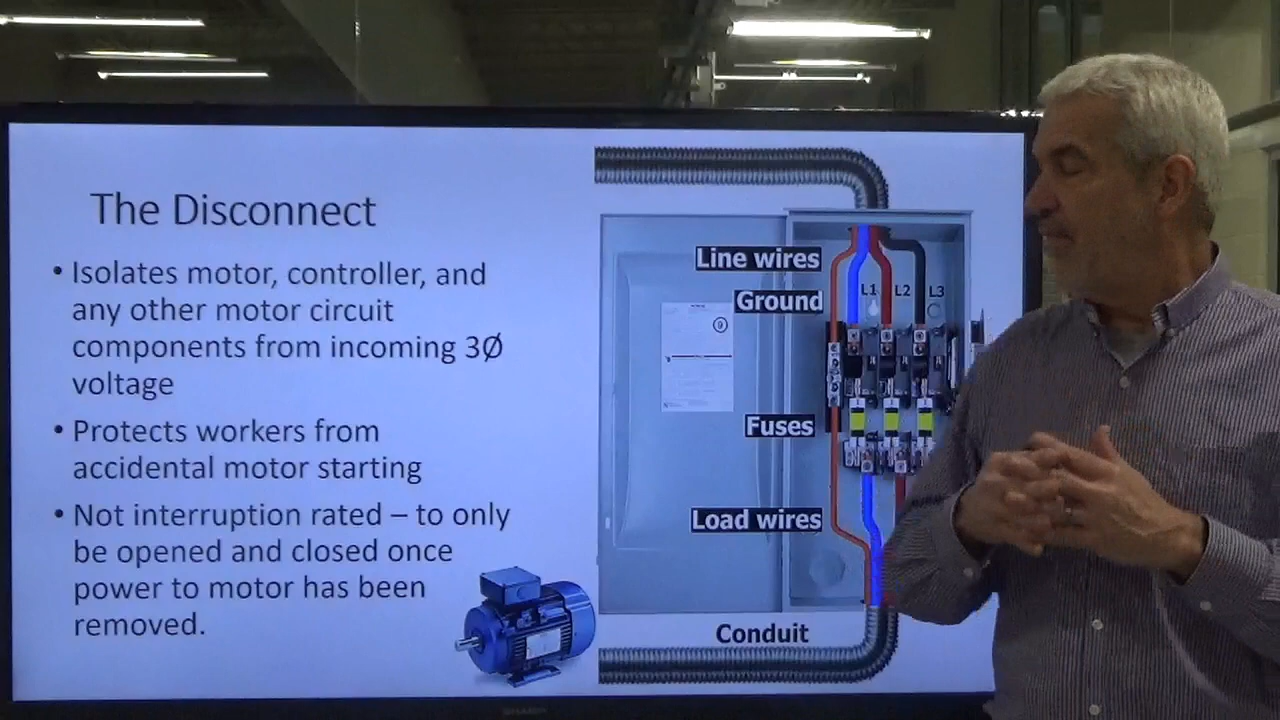 The Disconnect
• Isolates motor, controller, and
any other motor circuit
components from incoming 3Ø
voltage
• Protects workers from
accidental motor starting
• Not interruption rated – to only
be opened and closed once
power to motor has been
removed.
Line wires
Ground
L1 L2 L3
Fuses
Load wires
Conduit
SHARP